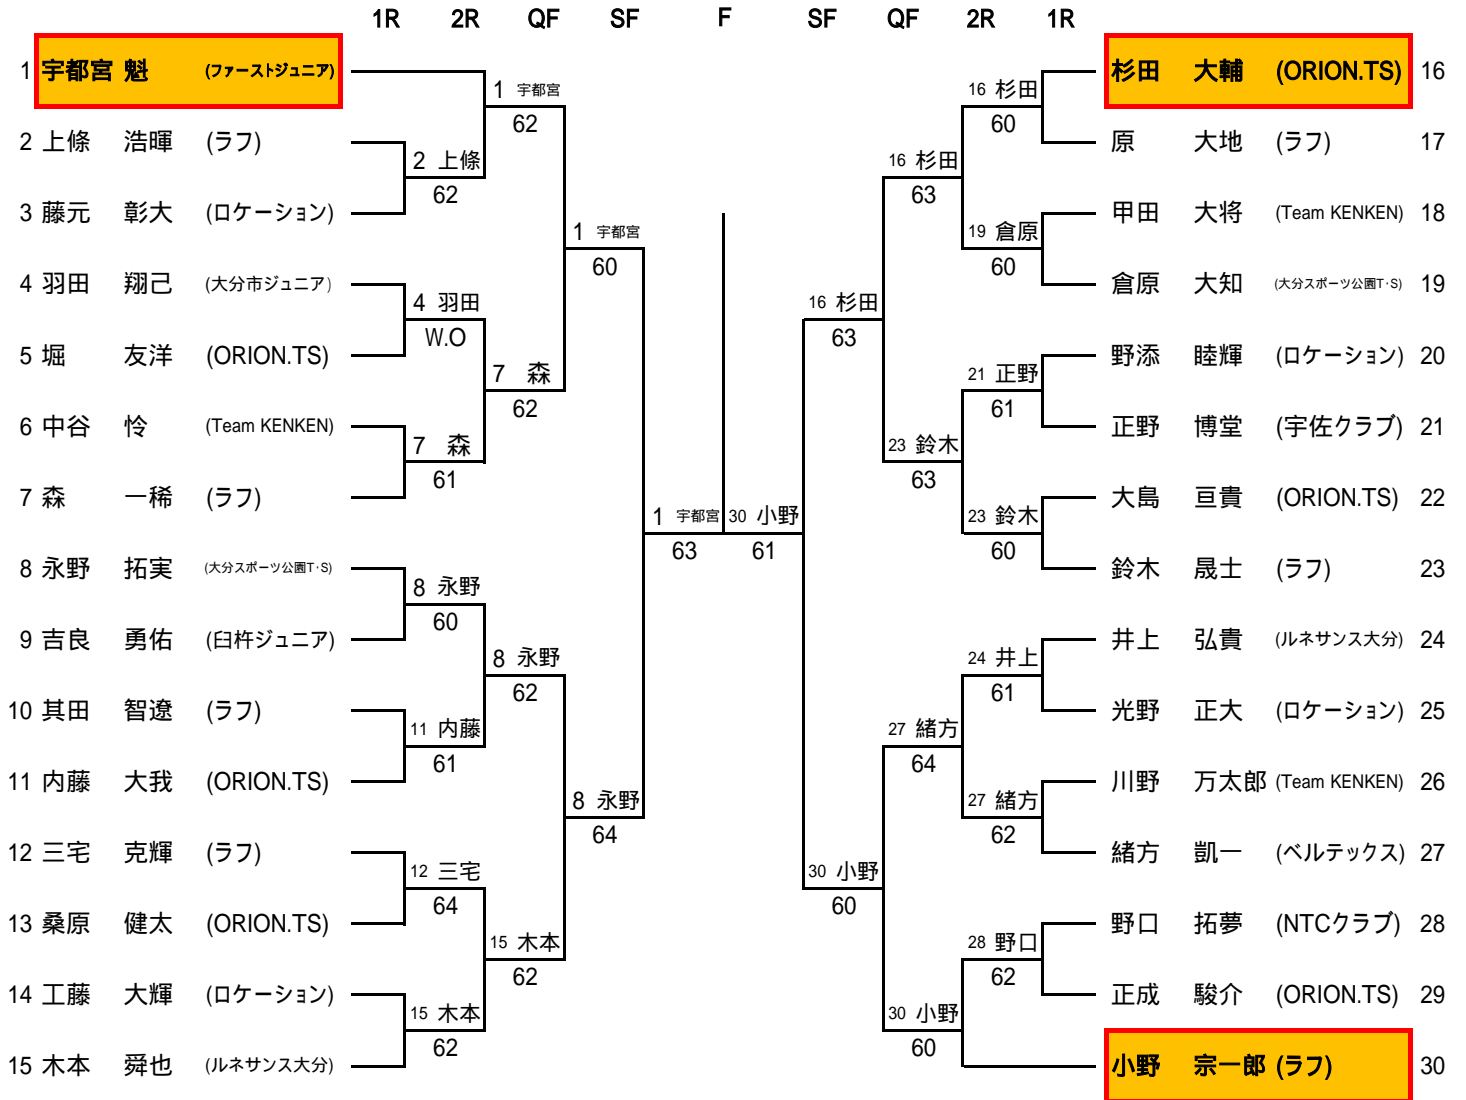 1R 2R QF SF F SF QF 2R 1R
1 宇都宮 魁 (ファーストジュニア)
2 上條 浩暉 (ラフ)
3 藤元 彰大 (ロケーション)
4 羽田 翔己 (大分市ジュニア)
5 堀 友洋 (ORION.TS)
6 中谷 怜 (Team KENKEN)
7 森 一稀 (ラフ)
8 永野 拓実 (大分スポーツ公園T·S)
9 吉良 勇佑 (臼杵ジュニア)
10 其田 智遼 (ラフ)
11 内藤 大我 (ORION.TS)
12 三宅 克輝 (ラフ)
13 桑原 健太 (ORION.TS)
14 工藤 大輝 (ロケーション)
15 木本 舜也 (ルネサンス大分)
2 上條
62
4 羽田
W.O
7 森
61
8 永野
60
11 内藤
61
12 三宅
64
15 木本
62
1 宇都宮
62
7 森
62
8 永野
62
15 木本
62
1 宇都宮
60
8 永野
64
1 宇都宮
63
30 小野
61
16 杉田
63
30 小野
60
16 杉田
63
23 鈴木
63
27 緒方
64
30 小野
60
16 杉田
60
19 倉原
60
21 正野
61
23 鈴木
60
24 井上
61
27 緒方
62
28 野口
62
杉田 大輔 (ORION.TS) 16
原 大地 (ラフ) 17
甲田 大将 (Team KENKEN) 18
倉原 大知 (大分スポーツ公園T·S) 19
野添 睦輝 (ロケーション) 20
正野 博堂 (宇佐クラブ) 21
大島 亘貴 (ORION.TS) 22
鈴木 晟士 (ラフ) 23
井上 弘貴 (ルネサンス大分) 24
光野 正大 (ロケーション) 25
川野 万太郎 (Team KENKEN) 26
緒方 凱一 (ベルテックス) 27
野口 拓夢 (NTCクラブ) 28
正成 駿介 (ORION.TS) 29
小野 宗一郎 (ラフ) 30